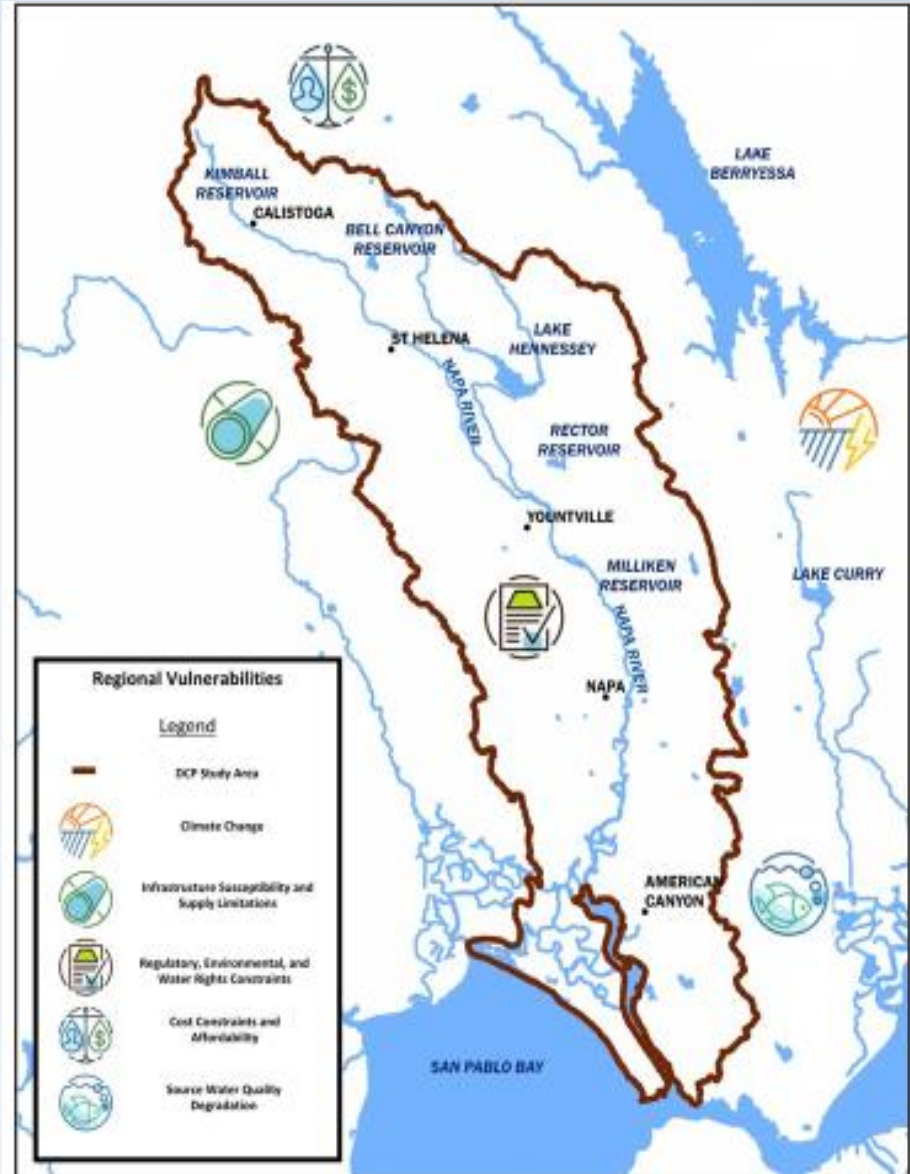 LAKE
BERRYESSA
KIMBALL
RESERVOIR
CALISTOGA
BELL CANYON
RESERVOIR
ST HELENA
LAKE
HENNESSEY
NAPA RIVER
RECTOR
RESERVOIR
YOUNTVILLE
MILLIKEN
RESERVOIR
LAKE CURRY
NAPA RIVER
NAPA
AMERICAN
CANYON
SAN PABLO BAY
$
Regional Vulnerabilities
Legend
DCP Study Area
Climate Change
Infrastructure Susceptibility and
Supply Limitations
Regulatory, Environmental, and
Water Rights Constraints
Cost Constraints and
Affordability
$
Source Water Quality
Degradation